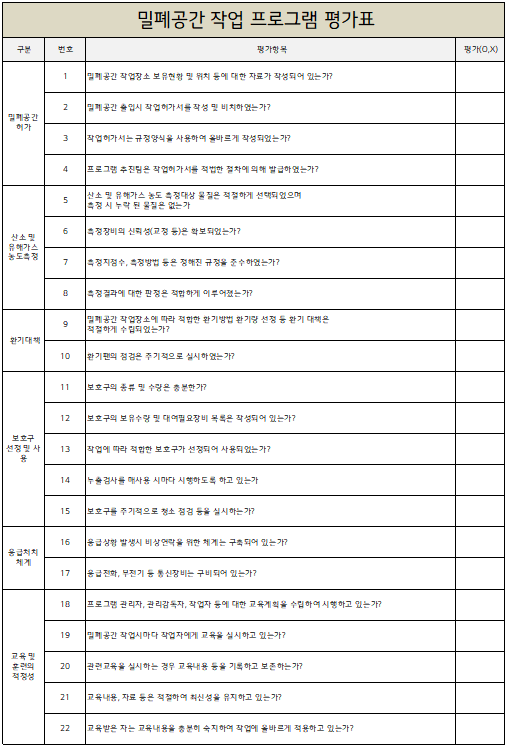 밀폐공간 작업 프로그램 평가표
구분 번호 평가항목 평가(O,X)
밀폐공간
허가
1 밀폐공간 작업장소 보유현황 및 위치 등에 대한 자료가 작성되어 있는가?
2 밀폐공간 출입시 작업허가서를 작성 및 비치하였는가?
3 작업허가서는 규정양식을 사용하여 올바르게 작성되었는가?
4 프로그램 추진팀은 작업허가서를 적법한 절차에 의해 발급하였는가?
산소 및
유해가스
농도측정
5 산소 및 유해가스 농도 측정대상 물질은 적절하게 선택되었으며
측정 시 누락 된 물질은 없는가
6 측정장비의 신뢰성(교정 등)은 확보되었는가?
7 측정지점수, 측정방법 등은 정해진 규정을 준수하였는가?
8 측정결과에 대한 판정은 적합하게 이루어졌는가?
환기대책
9 밀폐공간 작업장소에 따라 적합한 환기방법 환기량 선정 등 환기 대책은
적절하게 수립되었는가?
10 환기팬의 점검은 주기적으로 실시하였는가?
보호구
선정 및 사
용
11 보호구의 종류 및 수량은 충분한가?
12 보호구의 보유수량 및 대여필요장비 목록은 작성되어 있는가?
13 작업에 따라 적합한 보호구가 선정되어 사용되었는가?
14 누출검사를 매사용 시마다 시행하도록 하고 있는가
15 보호구를 주기적으로 청소 점검 등을 실시하는가?
응급처치
체계
16 응급상황 발생시 비상연락을 위한 체계는 구축되어 있는가?
17 응급전화, 무전기 등 통신장비는 구비되어 있는가?
교육 및
훈련의
적정성
18 프로그램 관리자, 관리감독자, 작업자 등에 대한 교육계획을 수립하여 시행하고 있는가?
19 밀폐공간 작업시마다 작업자에게 교육을 실시하고 있는가?
20 관련교육을 실시하는 경우 교육내용 등을 기록하고 보존하는가?
21 교육내용, 자료 등은 적절하여 최신성을 유지하고 있는가?
22 교육받은 자는 교육내용을 충분히 숙지하여 작업에 올바르게 적용하고 있는가?